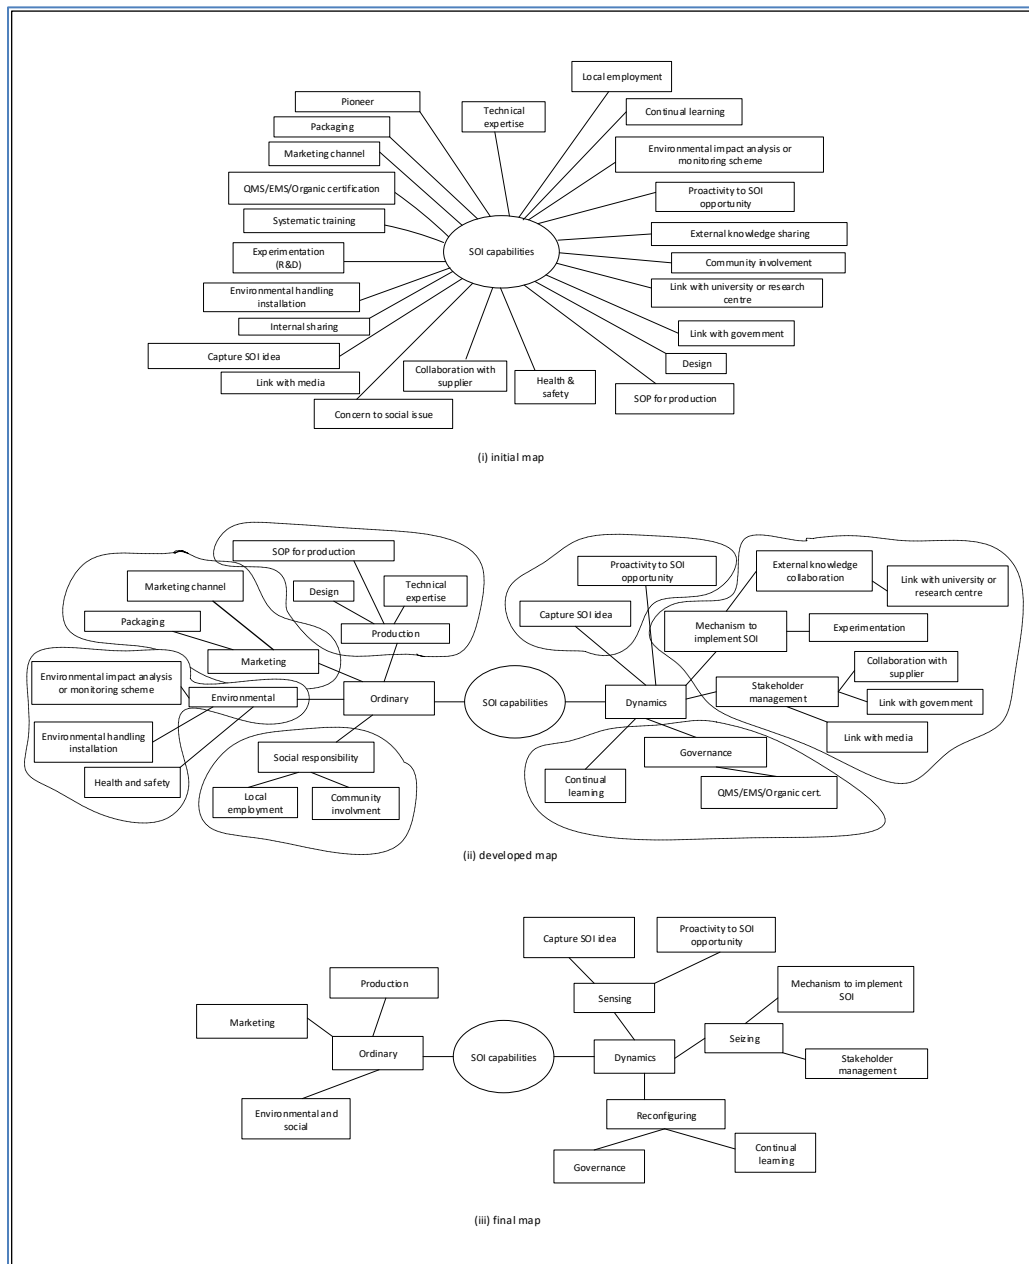 Local employment
Pioneer
Technical
expertise
Continual learning
Packaging
Marketing channel
Environmental impact analysis or
monitoring scheme
QMS/EMS/Organic certification
Proactivity to SOI
opportunity
Systematic training
External knowledge sharing
SOI capabilities
Experimentation
(R&D)
Community involvement
Environmental handling
installation
Link with university or research
centre
Internal sharing
Link with government
Capture SOI idea
Design
Collaboration with
supplier
Link with media
Health &
safety
SOP for production
Concern to social issue
(i) initial map
SOP for production
Marketing channel
Design
Technical
expertise
Packaging
Production
Marketing
Environmental impact analysis
or monitoring scheme
Environmental
Ordinary
Environmental handling
installation
Social responsibility
Health and safety
Local
employment
Community
involvment
SOI capabilities
Proactivity to SOI
opportunity
External knowledge
collaboration
Link with university or
research centre
Capture SOI idea
Mechanism to
implement SOI
Experimentation
Collaboration with
supplier
Dynamics
Stakeholder
management
Link with government
Link with media
Governance
Continual
learning
QMS/EMS/Organic cert.
(ii) developed map
Capture SOI idea
Proactivity to SOI
opportunity
Production
Mechanism to implement
SOI
Sensing
Marketing
Seizing
Ordinary
SOI capabilities
Dynamics
Stakeholder
management
Environmental and
social
Reconfiguring
Continual
learning
Governance
(iii) final map